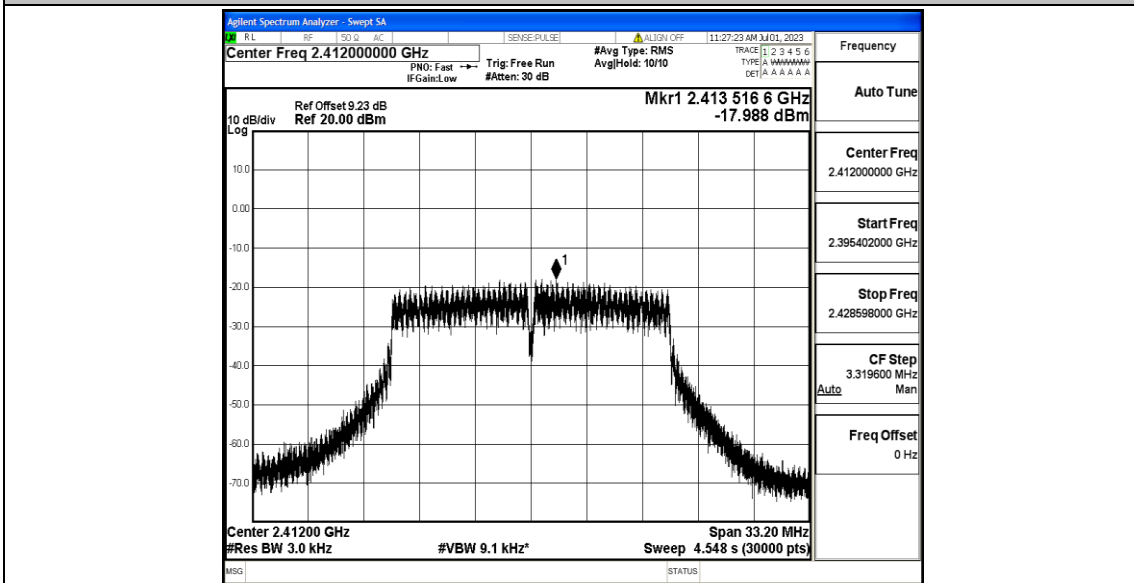 Agilent Spectrum Analyzer - Swept SA
RL RF 50 Ω AC SENSE:PULSE ALIGN OFF 11:27:23 AM Jul 01, 2023
Center Freq 2.412000000 GHz
PNO: Fast
IFGain:Low
Trig: Free Run
#Atten: 30 dB
#Avg Type: RMS
Avg|Hold: 10/10
TRACE 1 2 3 4 5 6
TYPE A WWWWW
DET A A A A A A
Ref Offset 9.23 dB
10 dB/div Ref 20.00 dBm
Log
Mkr1 2.413 516 6 GHz
-17.988 dBm
10.0
0.00
-10.0
-20.0
-30.0
-40.0
-50.0
-60.0
-70.0
1
Center 2.41200 GHz Span 33.20 MHz
#Res BW 3.0 kHz #VBW 9.1 kHz* Sweep 4.548 s (30000 pts)
MSG STATUS
Frequency
Auto Tune
Center Freq
2.412000000 GHz
Start Freq
2.395402000 GHz
Stop Freq
2.428598000 GHz
CF Step
3.319600 MHz
Auto Man
Freq Offset
0 Hz